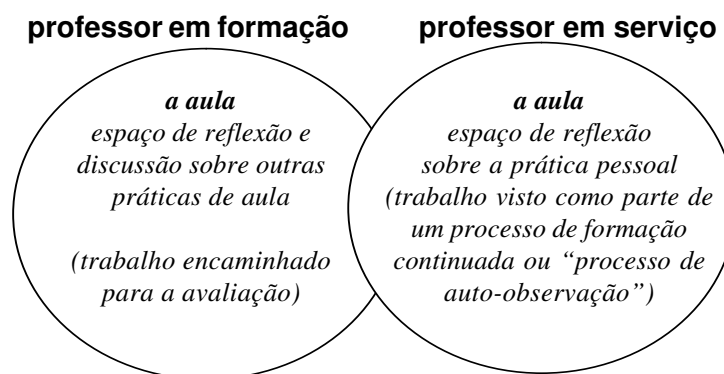 professor em formação
professor em serviço
a aula
espaço de reflexão e
discussão sobre outras
práticas de aula
(trabalho encaminhado
para a avaliação)
a aula
espaço de reflexão
sobre a prática pessoal
(trabalho visto como parte de
um processo de formação
continuada ou “processo de
auto-observação”)